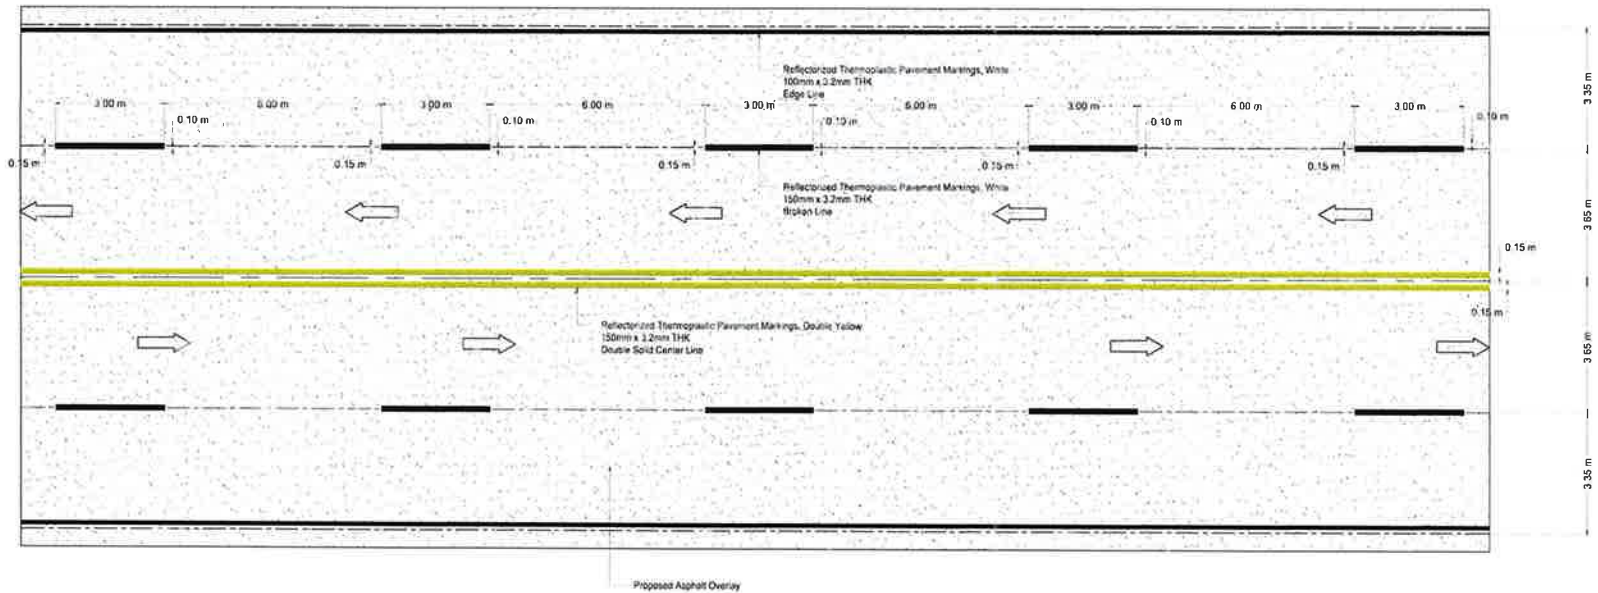 Reflectorized Thermoplastic Pavement Markings, White
100mm x 3.2mm THK
Edge Line
3.00 m 6.00 m 3.00 m 6.00 m 3.00 m 6.00 m 3.00 m 6.00 m 3.00 m
0.10 m 0.10 m 0.10 m 0.10 m 0.10 m
0.15 m 0.15 m 0.15 m 0.15 m 0.15 m
Reflectorized Thermoplastic Pavement Markings, White
150mm x 3.2mm THK
Broken Line
0.15 m
0.15 m
Reflectorized Thermoplastic Pavement Markings, Double Yellow
150mm x 3.2mm THK
Double Solid Center Line
Proposed Asphalt Overlay
3.35 m
3.65 m
3.65 m
3.35 m